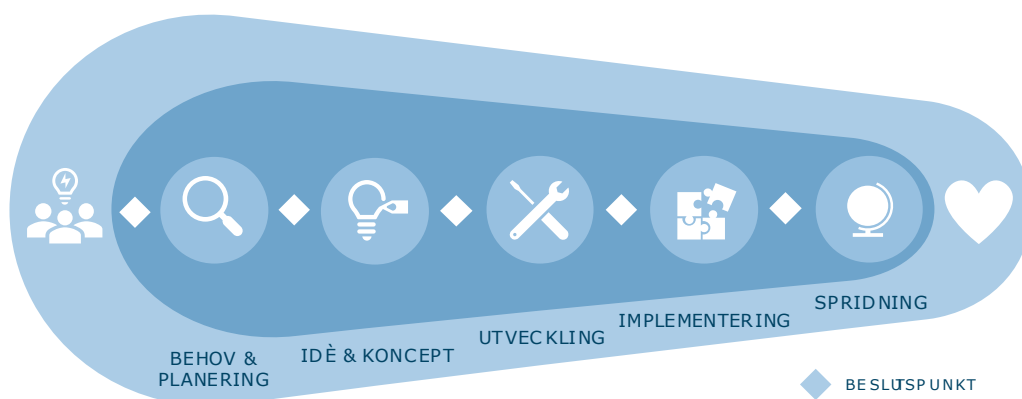 BEHOV &
PLANERING
IDÈ & KONCEPT
UTVECKLING
IMPLEMENTERING
SPRIDNING
BESLUTSPUNKT